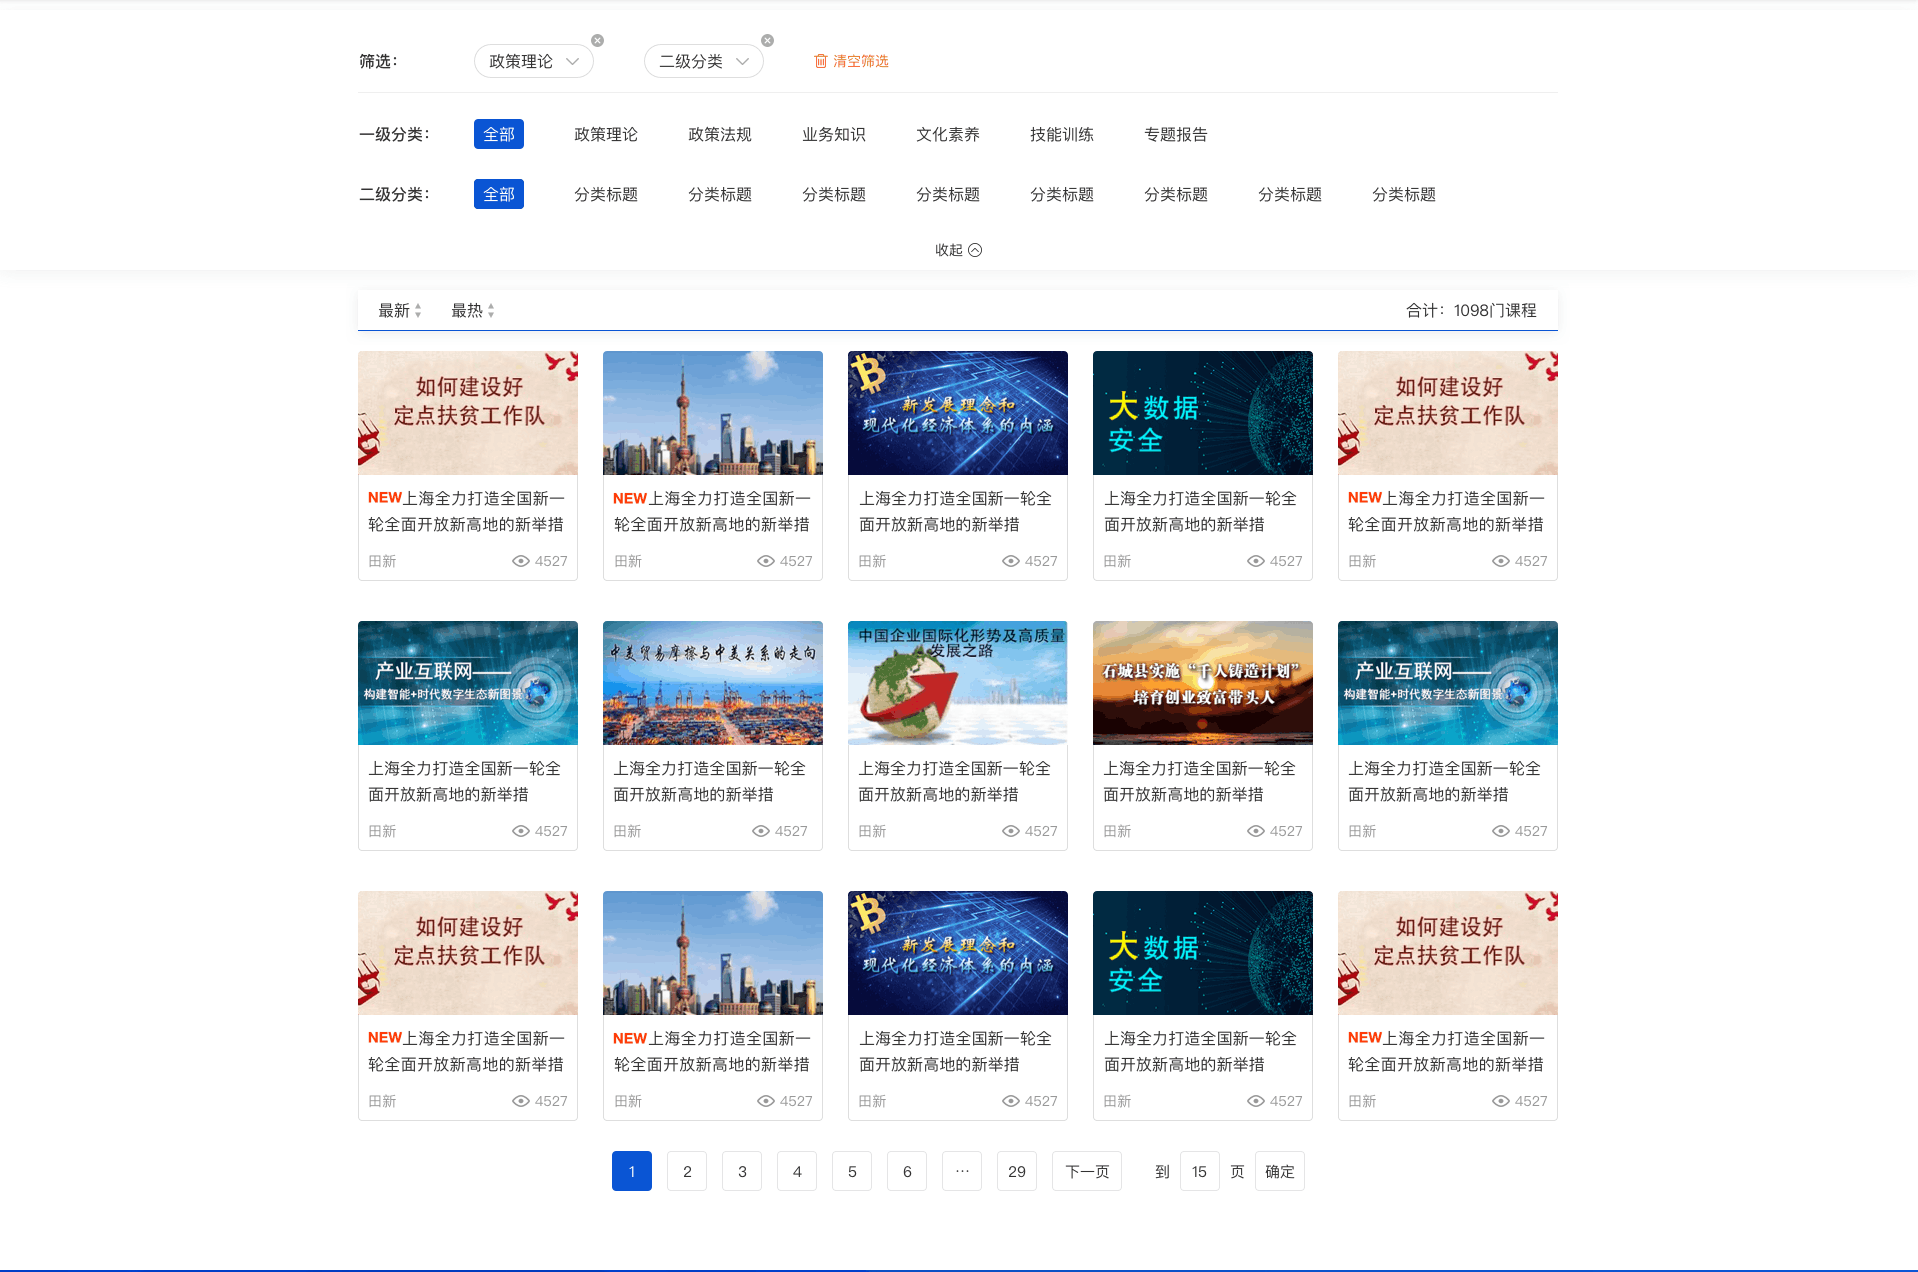 筛选： 政策理论 二级分类 清空筛选
一级分类： 全部 政策理论 政策法规 业务知识 文化素养 技能训练 专题报告
二级分类： 全部 分类标题 分类标题 分类标题 分类标题 分类标题 分类标题 分类标题 分类标题
收起
最新 最热 合计：1098门课程
如何建设好
定点扶贫工作队
NEW上海全力打造全国新一
轮全面开放新高地的新举措
田新 4527
NEW上海全力打造全国新一
轮全面开放新高地的新举措
田新 4527
新发展理念和
现代化经济体系的内涵
上海全力打造全国新一轮全
面开放新高地的新举措
田新 4527
大数据
安全
上海全力打造全国新一轮全
面开放新高地的新举措
田新 4527
如何建设好
定点扶贫工作队
NEW上海全力打造全国新一
轮全面开放新高地的新举措
田新 4527
产业互联网——
构建智能+时代数字生态新图景
上海全力打造全国新一轮全
面开放新高地的新举措
田新 4527
中美贸易摩擦与中美关系的走向
上海全力打造全国新一轮全
面开放新高地的新举措
田新 4527
中国企业国际化形势及高质量
发展之路
上海全力打造全国新一轮全
面开放新高地的新举措
田新 4527
石城县实施“千人铸造计划”
培育创业致富带头人
上海全力打造全国新一轮全
面开放新高地的新举措
田新 4527
产业互联网——
构建智能+时代数字生态新图景
上海全力打造全国新一轮全
面开放新高地的新举措
田新 4527
如何建设好
定点扶贫工作队
NEW上海全力打造全国新一
轮全面开放新高地的新举措
田新 4527
NEW上海全力打造全国新一
轮全面开放新高地的新举措
田新 4527
新发展理念和
现代化经济体系的内涵
上海全力打造全国新一轮全
面开放新高地的新举措
田新 4527
大数据
安全
上海全力打造全国新一轮全
面开放新高地的新举措
田新 4527
如何建设好
定点扶贫工作队
NEW上海全力打造全国新一
轮全面开放新高地的新举措
田新 4527
1 2 3 4 5 6 ··· 29 下一页 到 15 页 确定